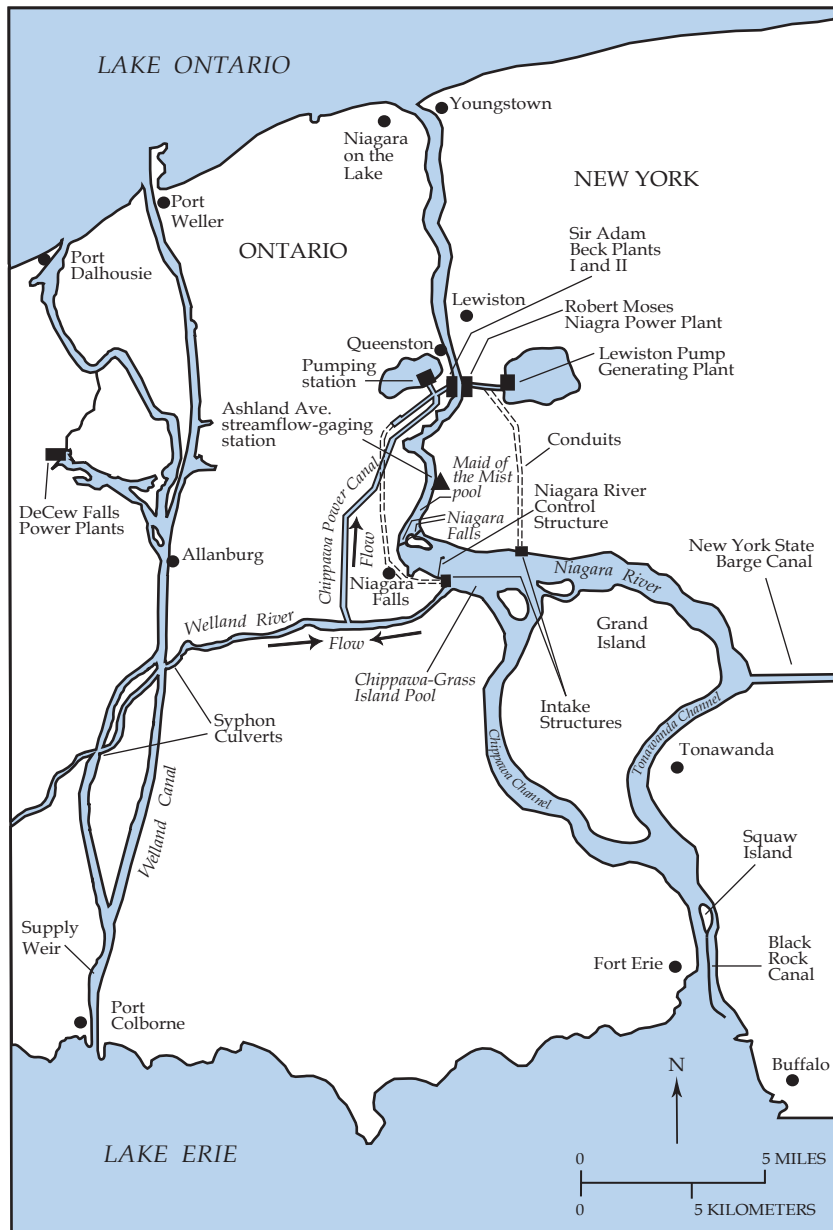 LAKE ONTARIO
Youngstown
Niagara
on the
Lake
NEW YORK
Port
Weller
Sir Adam
Beck Plants
I and II
ONTARIO
Port
Dalhousie
Lewiston
Robert Moses
Niagra Power Plant
Queenston
Pumping
station
Lewiston Pump
Generating Plant
Ashland Ave.
streamflow-gaging
station
Conduits
Maid of
the Mist
pool
Niagara River
Control
Structure
DeCew Falls
Power Plants
Chippawa Power Canal
Flow
Niagara
Falls
New York State
Barge Canal
Allanburg
Niagara
Falls
Niagara River
Welland River
Flow
Grand
Island
Chippawa-Grass
Island Pool
Intake
Structures
Syphon
Culverts
Chippawa Channel
Tonawanda Channel
Tonawanda
Welland Canal
Squaw
Island
Supply
Weir
Fort Erie
Black
Rock
Canal
Port
Colborne
N
Buffalo
LAKE ERIE
0 5 MILES
0 5 KILOMETERS